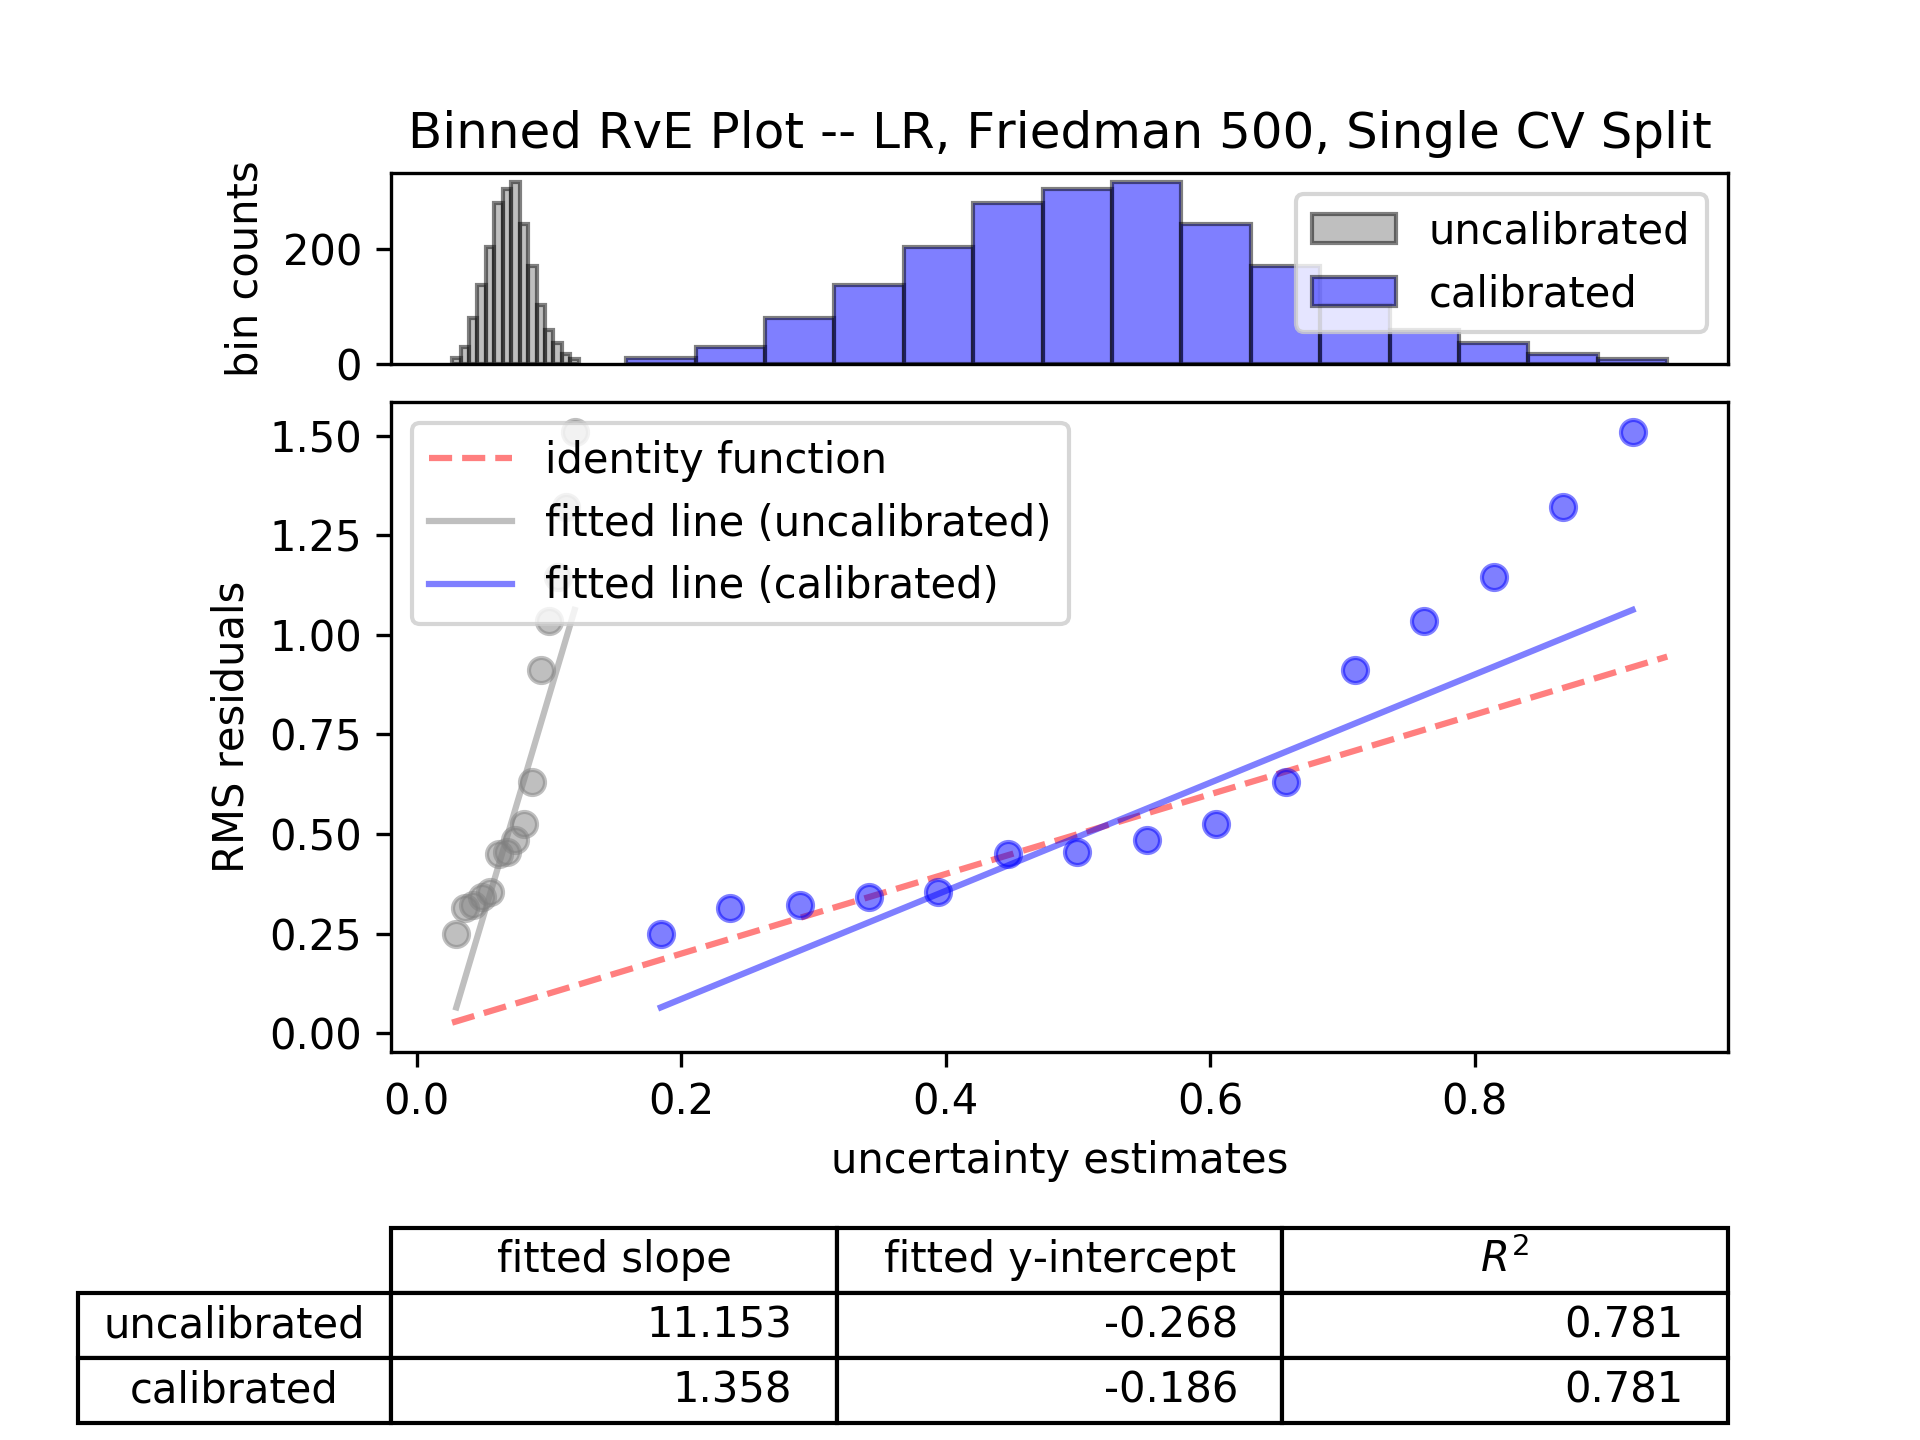 Binned RvE Plot -- LR, Friedman 500, Single CV Split
bin counts
200
0
uncalibrated
calibrated
RMS residuals
1.50
1.25
1.00
0.75
0.50
0.25
0.00
identity function
fitted line (uncalibrated)
fitted line (calibrated)
0.0 0.2 0.4 0.6 0.8
uncertainty estimates
fitted slope fitted y-intercept R²
uncalibrated 11.153 -0.268 0.781
calibrated 1.358 -0.186 0.781